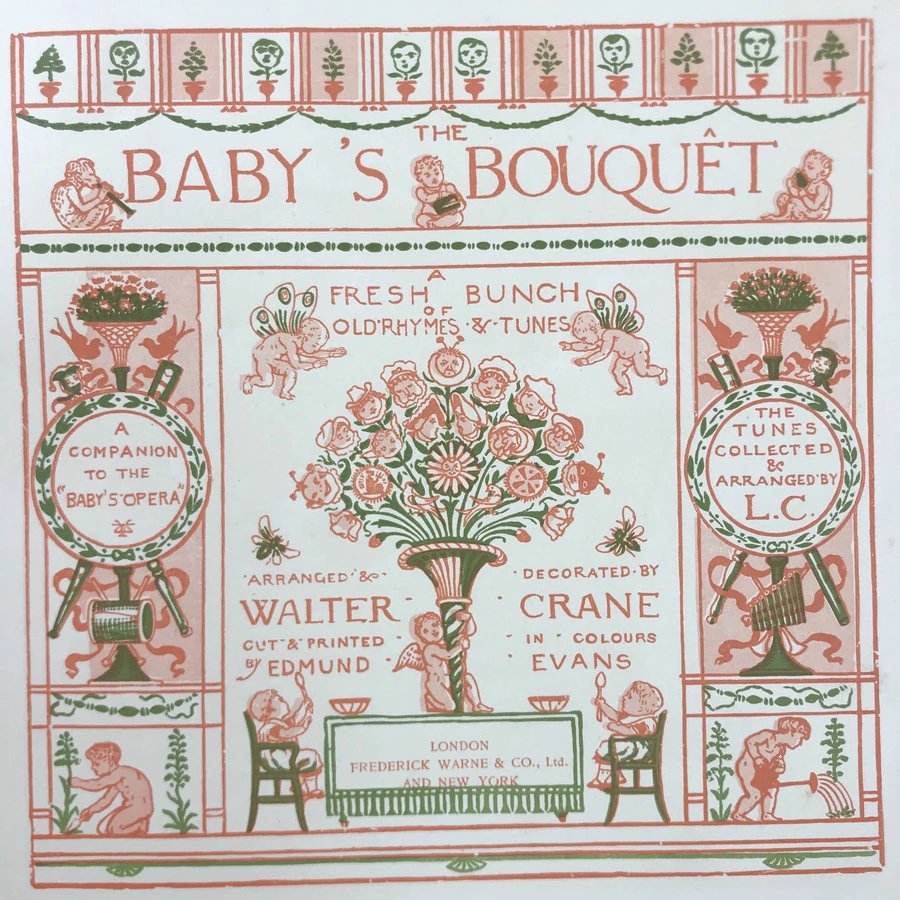 THE
BABY'S BOUQUÊT
A
FRESH BUNCH
OF
OLD·RHYMES·&·TUNES
A
COMPANION
TO THE
"BABY'S·OPERA"
THE
TUNES
COLLECTED
&
ARRANGED·BY
L.C.
·ARRANGED·&· ·DECORATED·BY
WALTER · CRANE
CUT·&·PRINTED · · IN · COLOURS
BY EDMUND · · EVANS
LONDON
FREDERICK WARNE & CO., Ltd.
AND NEW YORK